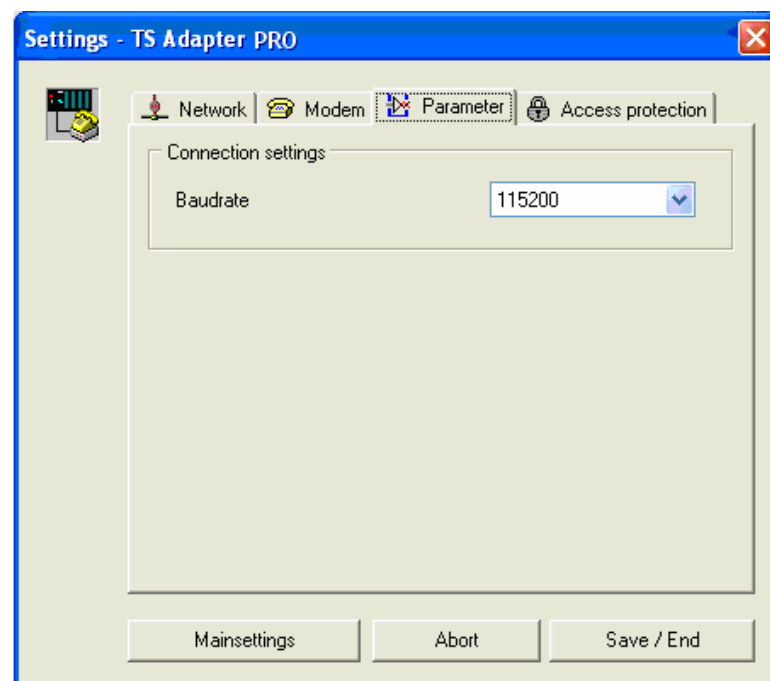 Settings - TS Adapter PRO
Network Modem Parameter Access protection
Connection settings
Baudrate 115200
Mainsettings Abort Save / End